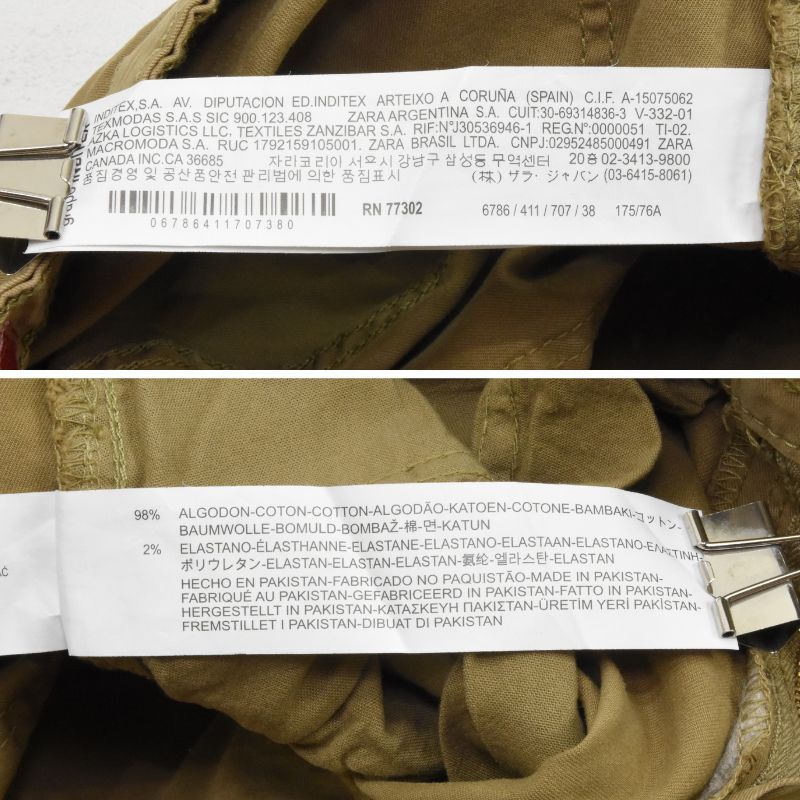 INDITEX,S.A. AV. DIPUTACION ED.INDITEX ARTEIXO A CORUÑA (SPAIN) C.I.F. A-15075062
TEXMODAS S.A.S SIC 900.123.408 ZARA ARGENTINA S.A. CUIT:30-69314836-3 V-332-01
AZKA LOGISTICS LLC. TEXTILES ZANZIBAR S.A. RIF:NºJ30536946-1 REG.Nº:0000051 TI-02.
MACROMODA S.A. RUC 1792159105001. ZARA BRASIL LTDA. CNPJ:02952485000491 ZARA
CANADA INC.CA 36685 자라코리아 서울시 강남구 삼성동 무역센터 20층 02-3413-9800
품질경영 및 공산품안전 관리법에 의한 품질표시 (株) ザラ・ジャパン (03-6415-8061)
RN 77302 6786 / 411 / 707 / 38 175/76A
06786411707380
98% ALGODON-COTON-COTTON-ALGODÃO-KATOEN-COTONE-BAMBAKI-コットン-
BAUMWOLLE-BOMULD-BOMBAŽ-棉-면-KATUN
2% ELASTANO-ÉLASTHANNE-ELASTANE-ELASTANO-ELASTAAN-ELASTANO-ΕΛΑΣΤΙΝΗ-
ポリウレタン-ELASTAN-ELASTAN-ELASTAN-氨纶-엘라스탄-ELASTAN
HECHO EN PAKISTAN-FABRICADO NO PAQUISTÃO-MADE IN PAKISTAN-
FABRIQUÉ AU PAKISTAN-GEFABRICEERD IN PAKISTAN-FATTO IN PAKISTAN-
HERGESTELLT IN PAKISTAN-ΚΑΤΑΣΚΕΥΗ ΠΑΚΙΣΤΑΝ-ÜRETİM YERİ PAKİSTAN-
FREMSTILLET I PAKISTAN-DIBUAT DI PAKISTAN